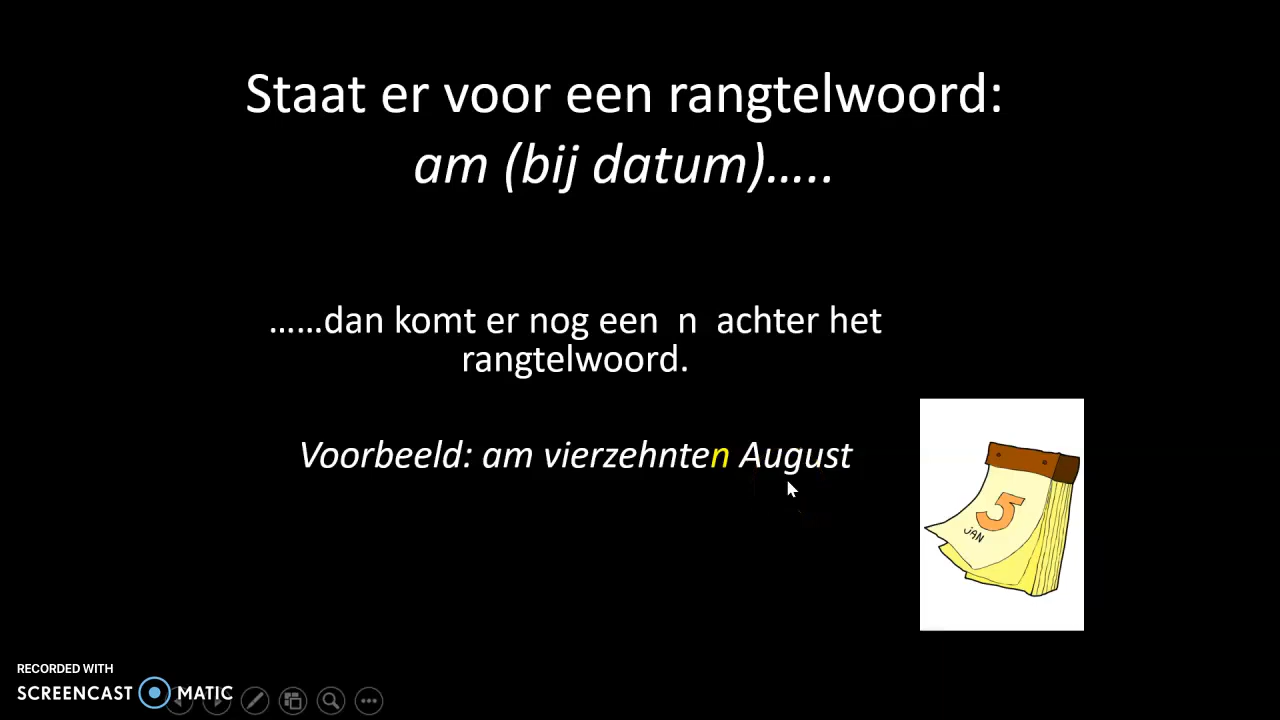 Staat er voor een rangtelwoord:
am (bij datum)…..
……dan komt er nog een n achter het
rangtelwoord.
Voorbeeld: am vierzehnten August
5
JAN
RECORDED WITH
SCREENCAST MATIC